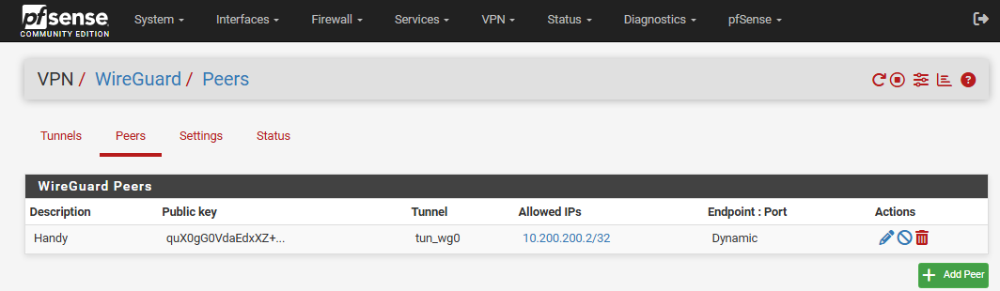 pfsense
COMMUNITY EDITION
System Interfaces Firewall Services VPN Status Diagnostics pfSense
VPN / WireGuard / Peers
Tunnels Peers Settings Status
WireGuard Peers
Description Public key Tunnel Allowed IPs Endpoint : Port Actions
Handy quX0gG0VdaEdxXZ+... tun_wg0 10.200.200.2/32 Dynamic
Add Peer